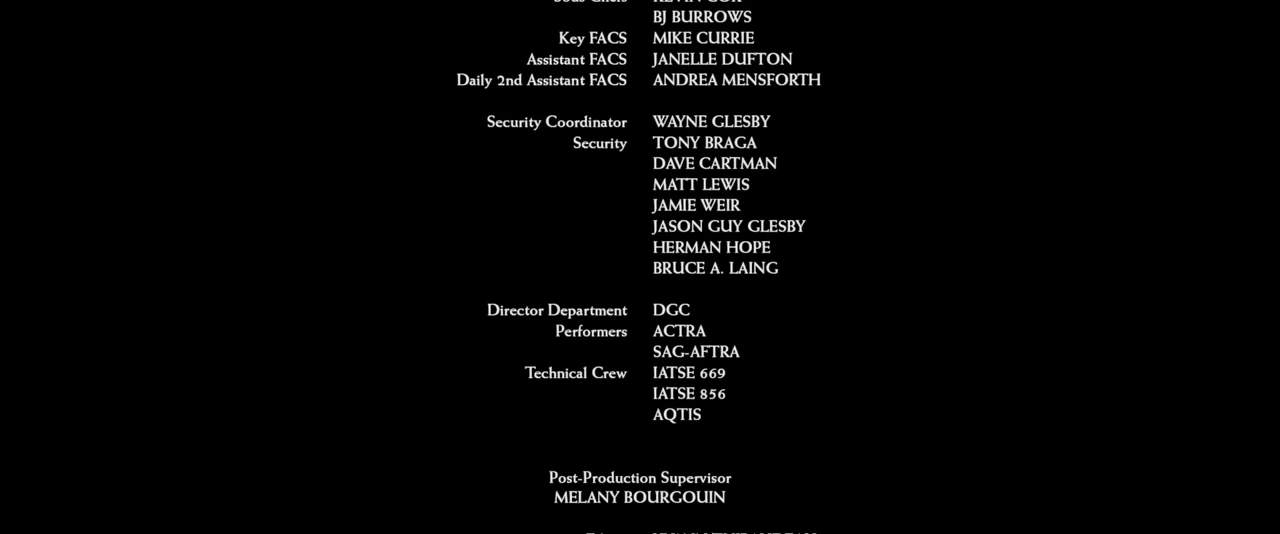 BJ BURROWS
Key FACS MIKE CURRIE
Assistant FACS JANELLE DUFTON
Daily 2nd Assistant FACS ANDREA MENSFORTH
Security Coordinator WAYNE GLESBY
Security TONY BRAGA
DAVE CARTMAN
MATT LEWIS
JAMIE WEIR
JASON GUY GLESBY
HERMAN HOPE
BRUCE A. LAING
Director Department DGC
Performers ACTRA
SAG-AFTRA
Technical Crew IATSE 669
IATSE 856
AQTIS
Post-Production Supervisor
MELANY BOURGOUIN